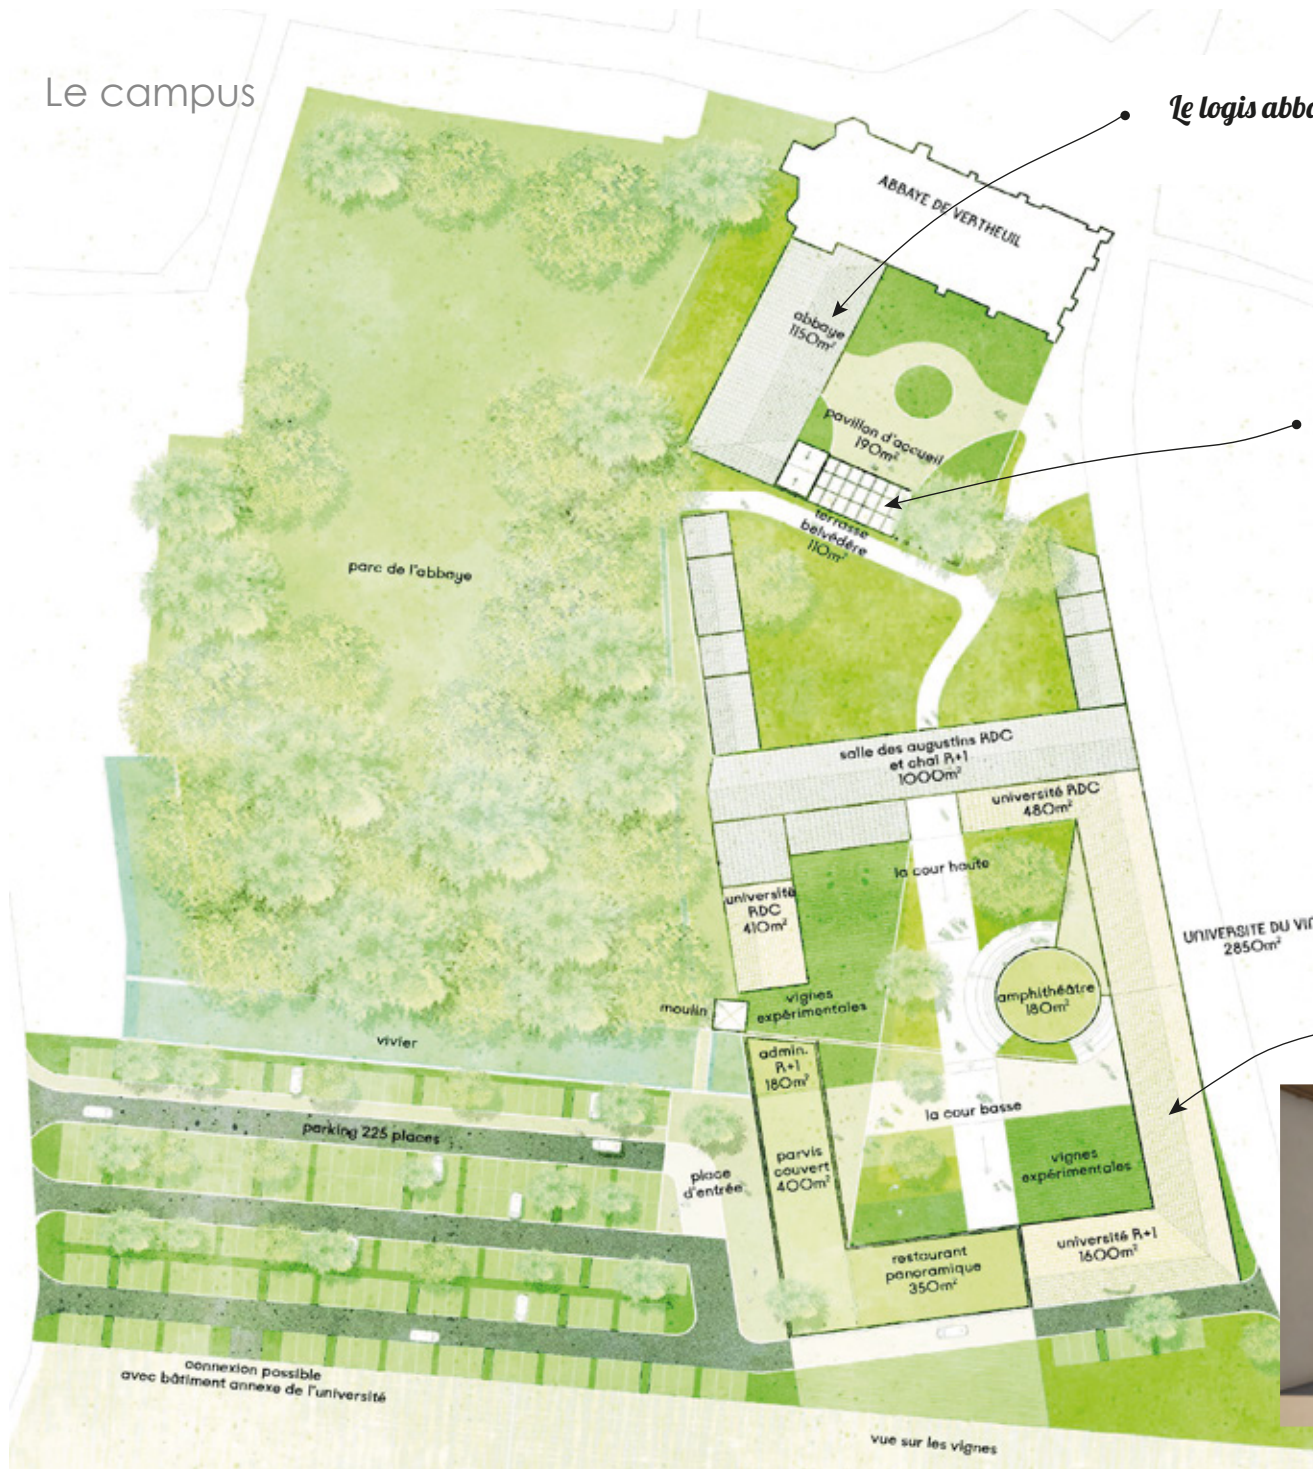 Le campus
Le logis abba
ABBAYE DE VERTHEUIL
abbaye
1150m²
pavillon d'accueil
190m²
terrasse
belvédère
110m²
parc de l'abbaye
salle des augustins RDC
et chai R+1
1000m²
université RDC
480m²
la cour haute
université
RDC
410m²
UNIVERSITE DU VIN
2850m²
amphithéâtre
180m²
vignes
expérimentales
moulin
vivier
admin.
R+1
180m²
la cour basse
parking 225 places
vignes
expérimentales
parvis
couvert
400m²
place
d'entrée
université R+1
1600m²
restaurant
panoramique
350m²
connexion possible
avec bâtiment annexe de l'université
vue sur les vignes